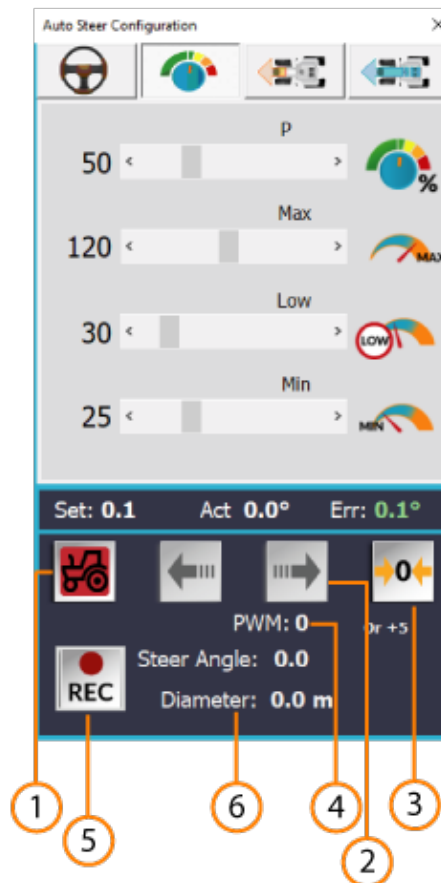 Auto Steer Configuration
P
50
%
Max
120
MAX
Low
30
LOW
Min
25
MIN
Set: 0.1 Act 0.0° Err: 0.1°
0
PWM: 0
Or +5
Steer Angle: 0.0
REC
Diameter: 0.0 m
1
5
6
4
2
3